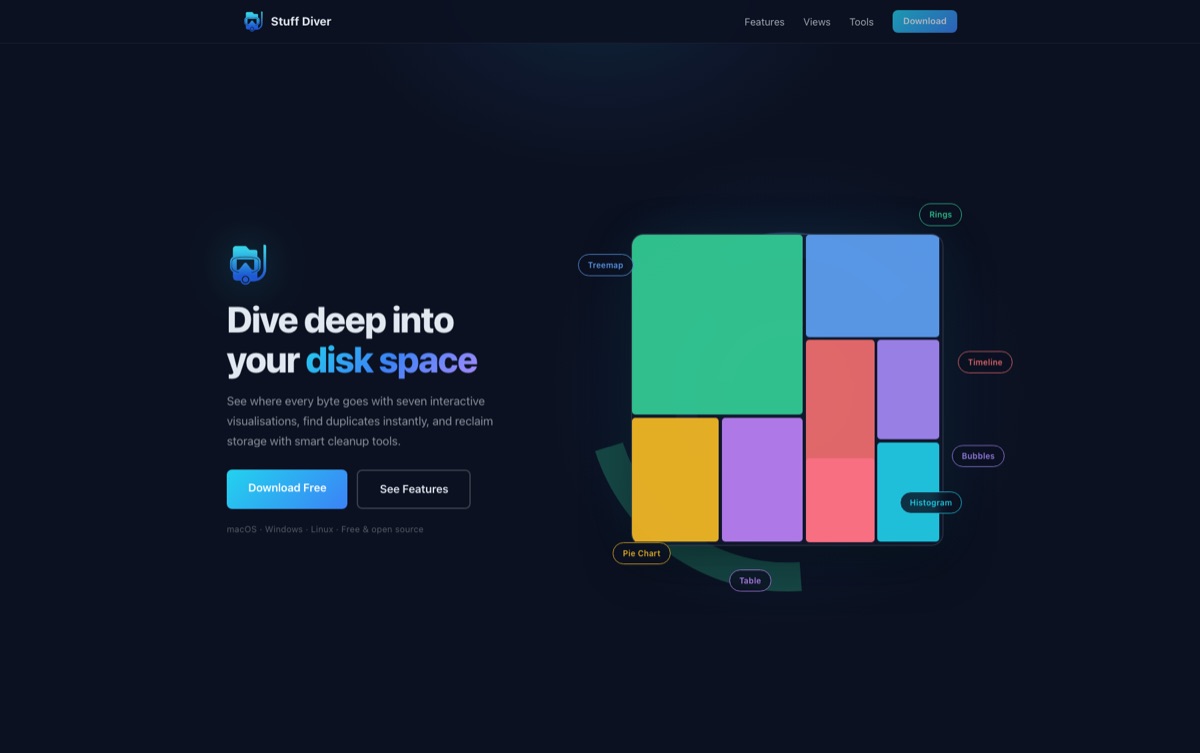 Stuff Diver
Features
Views
Tools
Download
Rings
Treemap
Dive deep into
your disk space
Timeline
See where every byte goes with seven interactive
visualisations, find duplicates instantly, and reclaim
storage with smart cleanup tools.
Bubbles
Download Free
See Features
Histogram
macOS · Windows · Linux · Free & open source
Pie Chart
Table